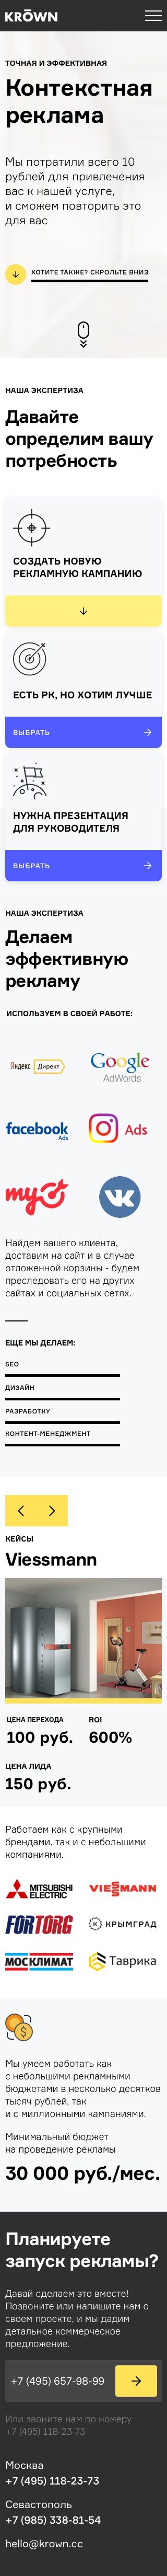 KRÖWN
ТОЧНАЯ И ЭФФЕКТИВНАЯ
Контекстная
реклама
Мы потратили всего 10
рублей для привлечения
вас к нашей услуге,
и сможем повторить это
для вас
ХОТИТЕ ТАКЖЕ? СКРОЛЬТЕ ВНИЗ
НАША ЭКСПЕРТИЗА
Давайте
определим вашу
потребность
СОЗДАТЬ НОВУЮ
РЕКЛАМНУЮ КАМПАНИЮ
ЕСТЬ РК, НО ХОТИМ ЛУЧШЕ
ВЫБРАТЬ
НУЖНА ПРЕЗЕНТАЦИЯ
ДЛЯ РУКОВОДИТЕЛЯ
ВЫБРАТЬ
НАША ЭКСПЕРТИЗА
Делаем
эффективную
рекламу
ИСПОЛЬЗУЕМ В СВОЕЙ РАБОТЕ:
Яндекс Директ
Google
AdWords
facebook
Ads
Ads
Найдем вашего клиента,
доставим на сайт и в случае
отложенной корзины - будем
преследовать его на других
сайтах и социальных сетях.
ЕЩЕ МЫ ДЕЛАЕМ:
SEO
ДИЗАЙН
РАЗРАБОТКУ
КОНТЕНТ-МЕНЕДЖМЕНТ
КЕЙСЫ
Viessmann
ЦЕНА ПЕРЕХОДА
100 руб.
ROI
600%
ЦЕНА ЛИДА
150 руб.
Работаем как с крупными
брендами, так и с небольшими
компаниями.
MITSUBISHI
ELECTRIC
VIESMANN
FORTORG
КРЫМГРАД
МОСКЛИМАТ
Таврика
Мы умеем работать как
с небольшими рекламными
бюджетами в несколько десятков
тысяч рублей, так
и с миллионными кампаниями.
Минимальный бюджет
на проведение рекламы
30 000 руб./мес.
Планируете
запуск рекламы?
Давай сделаем это вместе!
Позвоните или напишите нам о
своем проекте, и мы дадим
детальное коммерческое
предложение.
+7 (495) 657-98-99
Или звоните нам по номеру
+7 (495) 118-23-73
Москва
+7 (495) 118-23-73
Севастополь
+7 (985) 338-81-54
hello@krown.cc